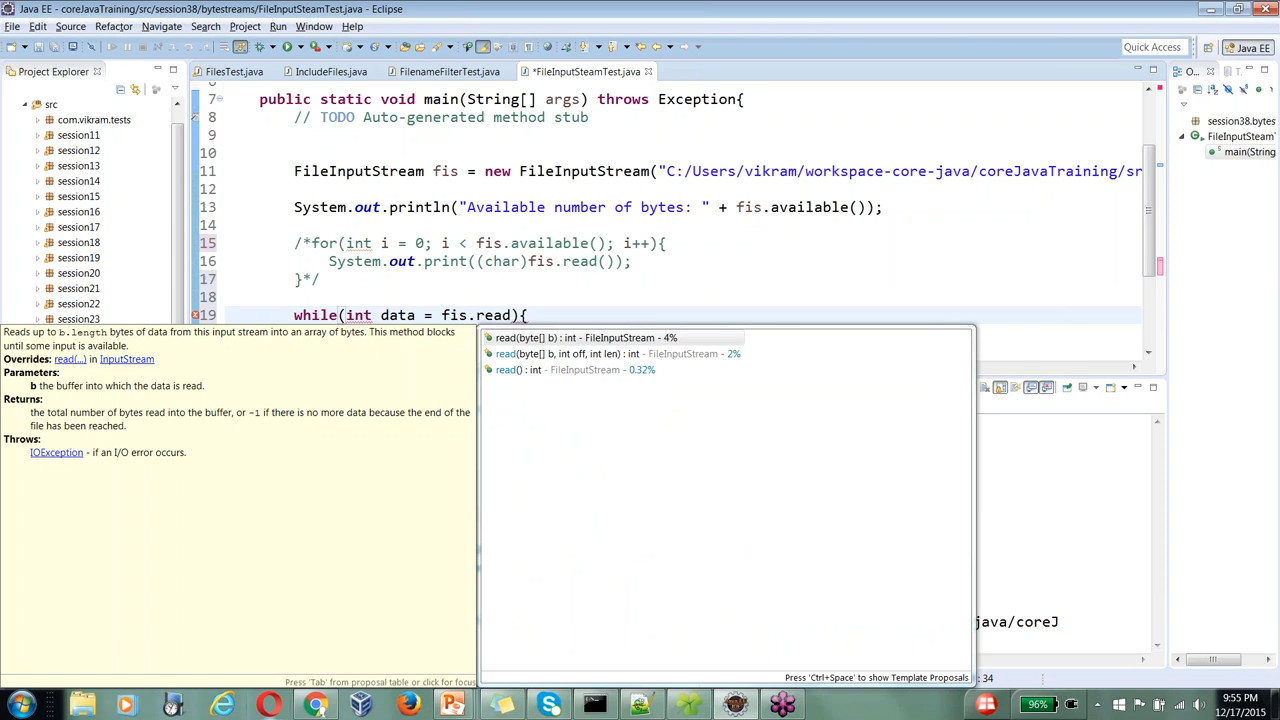 Java EE - coreJavaTraining/src/session38/bytestreams/FileInputSteamTest.java - Eclipse
File Edit Source Refactor Navigate Search Project Run Window Help
Quick Access Java EE
Project Explorer
FilesTest.java
IncludeFiles.java
FilenameFilterTest.java
*FileInputSteamTest.java
O...
src
com.vikram.tests
session11
session12
session13
session14
session15
session16
session17
session18
session19
session20
session21
session22
session23
7 public static void main(String[] args) throws Exception{
8 // TODO Auto-generated method stub
9
10
11 FileInputStream fis = new FileInputStream("C:/Users/vikram/workspace-core-java/coreJavaTraining/sr
12
13 System.out.println("Available number of bytes: " + fis.available());
14
15 /*for(int i = 0; i < fis.available(); i++){
16 System.out.print((char)fis.read());
17 }*/
18
19 while(int data = fis.read){
session38.bytes
FileInputSteam
main(String
Reads up to b.length bytes of data from this input stream into an array of bytes. This method blocks
until some input is available.
Overrides: read(...) in InputStream
Parameters:
b the buffer into which the data is read.
Returns:
the total number of bytes read into the buffer, or -1 if there is no more data because the end of the
file has been reached.
Throws:
IOException - if an I/O error occurs.
Press 'Tab' from proposal table or click for focus
read(byte[] b) : int - FileInputStream - 4%
read(byte[] b, int off, int len) : int - FileInputStream - 2%
read() : int - FileInputStream - 0.32%
Press 'Ctrl+Space' to show Template Proposals
java/coreJ
: 34
96%
9:55 PM
12/17/2015